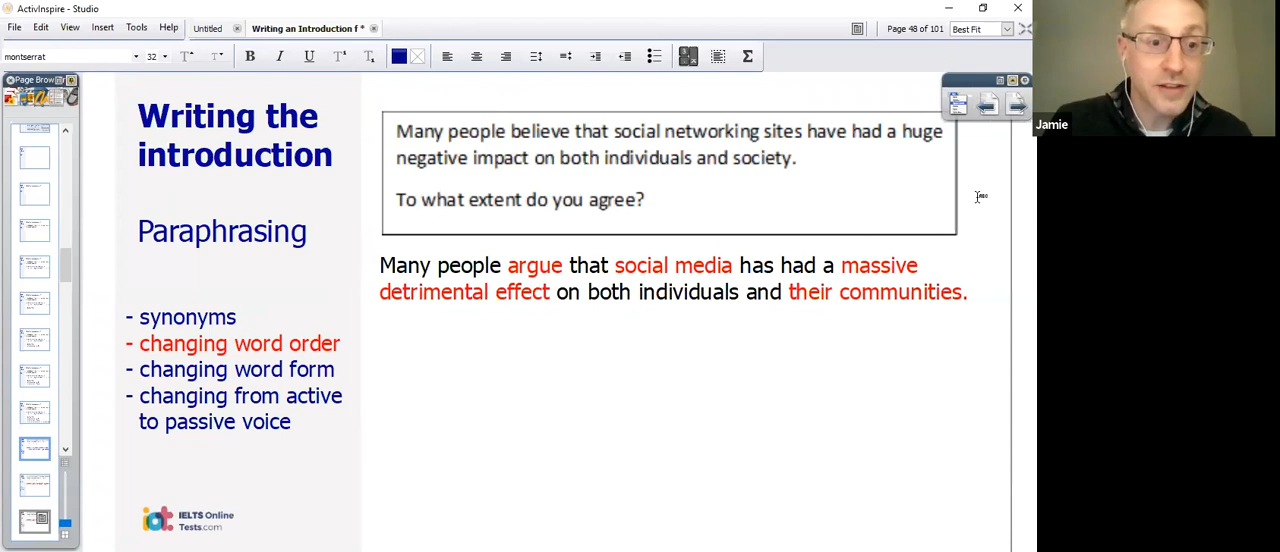 ActivInspire - Studio
File Edit View Insert Tools Help Untitled Writing an Introduction f * Page 48 of 101 Best Fit
montserrat 32 B I U
Page Brow
Jamie
Writing the
introduction
Paraphrasing
- synonyms
- changing word order
- changing word form
- changing from active
to passive voice
iot IELTS Online
Tests.com
Many people believe that social networking sites have had a huge
negative impact on both individuals and society.
To what extent do you agree?
Many people argue that social media has had a massive
detrimental effect on both individuals and their communities.